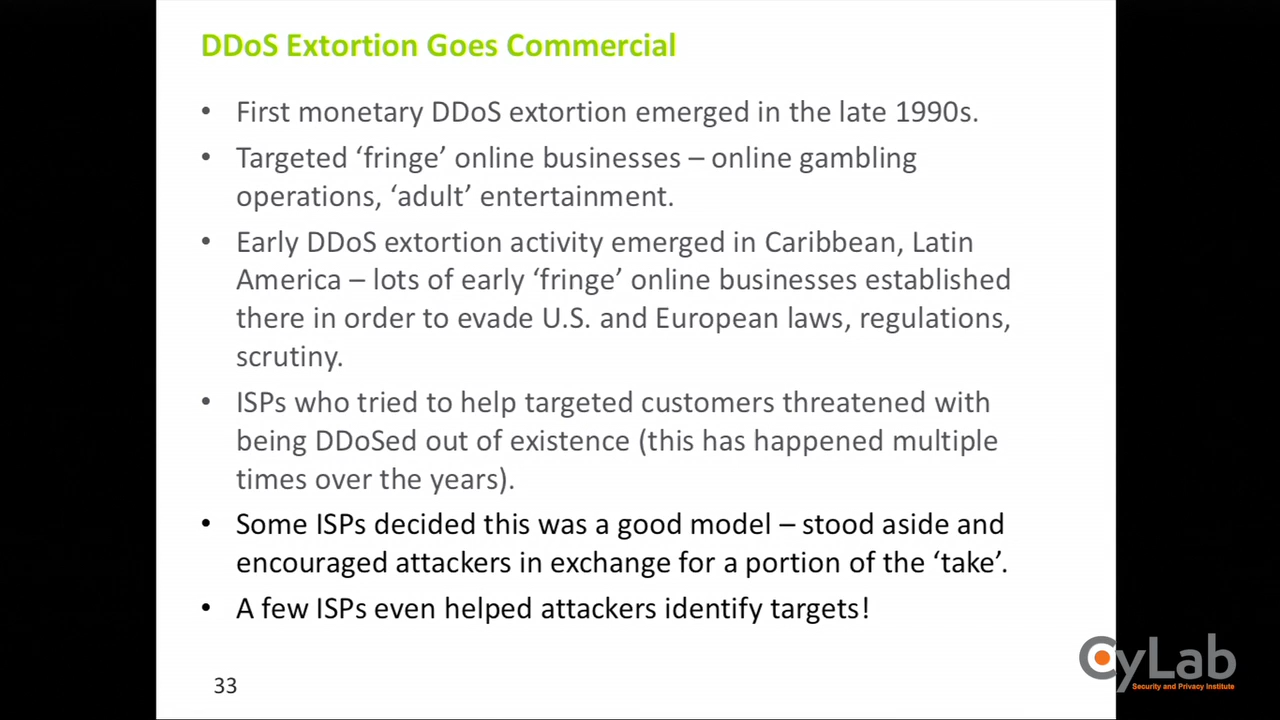 DDoS Extortion Goes Commercial
• First monetary DDoS extortion emerged in the late 1990s.
• Targeted ‘fringe’ online businesses – online gambling
operations, ‘adult’ entertainment.
• Early DDoS extortion activity emerged in Caribbean, Latin
America – lots of early ‘fringe’ online businesses established
there in order to evade U.S. and European laws, regulations,
scrutiny.
• ISPs who tried to help targeted customers threatened with
being DDoSed out of existence (this has happened multiple
times over the years).
• Some ISPs decided this was a good model – stood aside and
encouraged attackers in exchange for a portion of the ‘take’.
• A few ISPs even helped attackers identify targets!
33
CyLab
Security and Privacy Institute